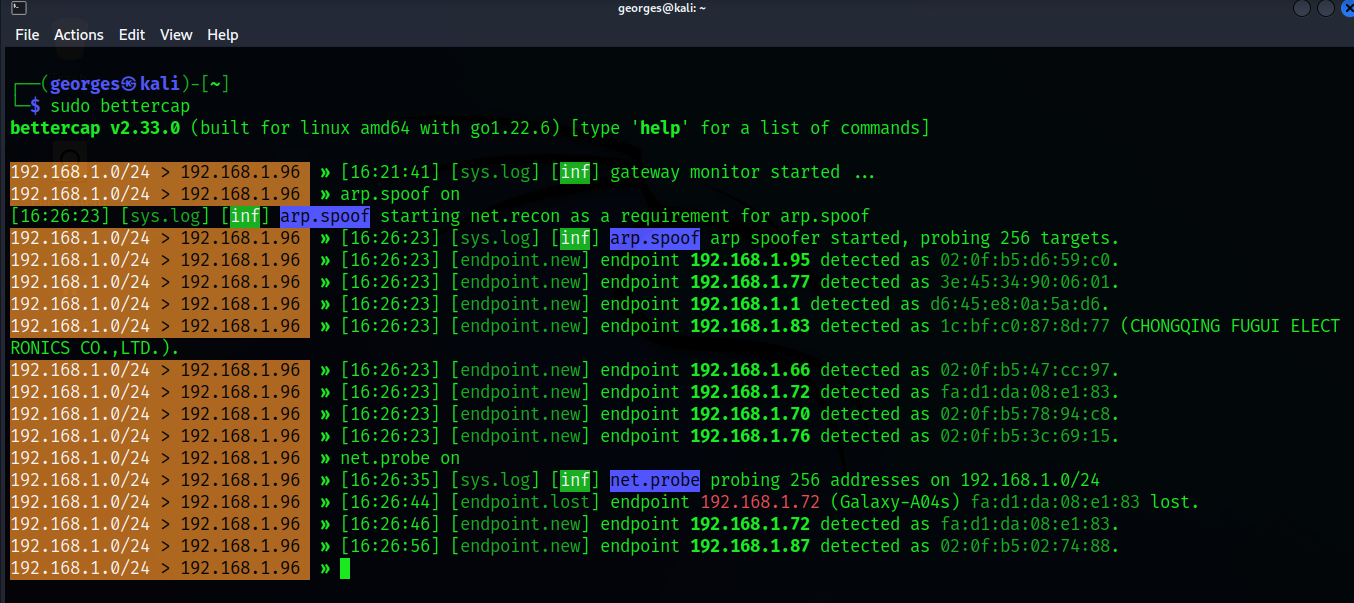 georges@kali: ~
File Actions Edit View Help
┌──(georges㉿kali)-[~]
└─$ sudo bettercap
bettercap v2.33.0 (built for linux amd64 with go1.22.6) [type 'help' for a list of commands]
192.168.1.0/24 > 192.168.1.96 » [16:21:41] [sys.log] [inf] gateway monitor started ...
192.168.1.0/24 > 192.168.1.96 » arp.spoof on
[16:26:23] [sys.log] [inf] arp.spoof starting net.recon as a requirement for arp.spoof
192.168.1.0/24 > 192.168.1.96 » [16:26:23] [sys.log] [inf] arp.spoof arp spoofer started, probing 256 targets.
192.168.1.0/24 > 192.168.1.96 » [16:26:23] [endpoint.new] endpoint 192.168.1.95 detected as 02:0f:b5:d6:59:c0.
192.168.1.0/24 > 192.168.1.96 » [16:26:23] [endpoint.new] endpoint 192.168.1.77 detected as 3e:45:34:90:06:01.
192.168.1.0/24 > 192.168.1.96 » [16:26:23] [endpoint.new] endpoint 192.168.1.1 detected as d6:45:e8:0a:5a:d6.
192.168.1.0/24 > 192.168.1.96 » [16:26:23] [endpoint.new] endpoint 192.168.1.83 detected as 1c:bf:c0:87:8d:77 (CHONGQING FUGUI ELECT
RONICS CO.,LTD.).
192.168.1.0/24 > 192.168.1.96 » [16:26:23] [endpoint.new] endpoint 192.168.1.66 detected as 02:0f:b5:47:cc:97.
192.168.1.0/24 > 192.168.1.96 » [16:26:23] [endpoint.new] endpoint 192.168.1.72 detected as fa:d1:da:08:e1:83.
192.168.1.0/24 > 192.168.1.96 » [16:26:23] [endpoint.new] endpoint 192.168.1.70 detected as 02:0f:b5:78:94:c8.
192.168.1.0/24 > 192.168.1.96 » [16:26:23] [endpoint.new] endpoint 192.168.1.76 detected as 02:0f:b5:3c:69:15.
192.168.1.0/24 > 192.168.1.96 » net.probe on
192.168.1.0/24 > 192.168.1.96 » [16:26:35] [sys.log] [inf] net.probe probing 256 addresses on 192.168.1.0/24
192.168.1.0/24 > 192.168.1.96 » [16:26:44] [endpoint.lost] endpoint 192.168.1.72 (Galaxy-A04s) fa:d1:da:08:e1:83 lost.
192.168.1.0/24 > 192.168.1.96 » [16:26:46] [endpoint.new] endpoint 192.168.1.72 detected as fa:d1:da:08:e1:83.
192.168.1.0/24 > 192.168.1.96 » [16:26:56] [endpoint.new] endpoint 192.168.1.87 detected as 02:0f:b5:02:74:88.
192.168.1.0/24 > 192.168.1.96 »